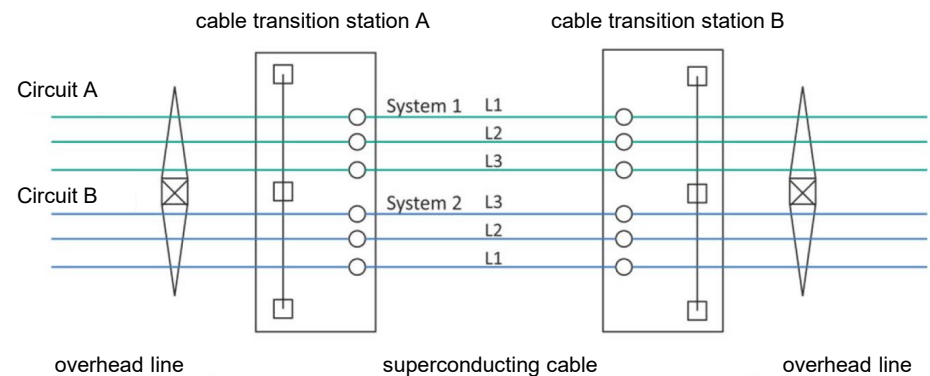 cable transition station A
cable transition station B
Circuit A
System 1 L1
L2
L3
Circuit B
System 2 L3
L2
L1
overhead line
superconducting cable
overhead line